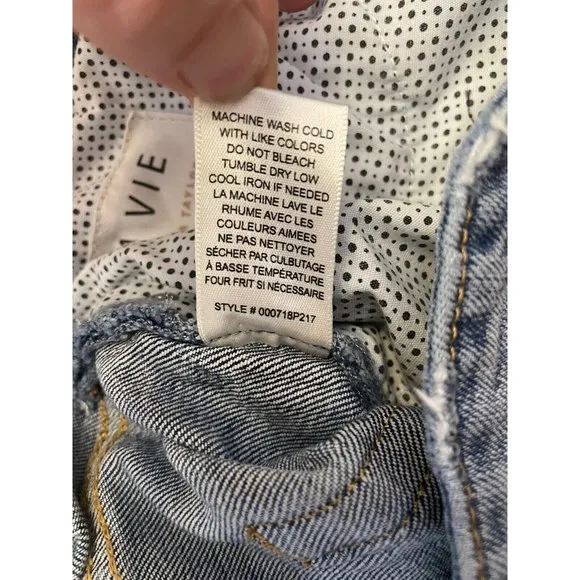 MACHINE WASH COLD
WITH LIKE COLORS
DO NOT BLEACH
TUMBLE DRY LOW
COOL IRON IF NEEDED
LA MACHINE LAVE LE
RHUME AVEC LES
COULEURS AIMEES
NE PAS NETTOYER
SÉCHER PAR CULBUTAGE
À BASSE TEMPÉRATURE
FOUR FRIT SI NÉCESSAIRE
STYLE # 000718P217
VIE